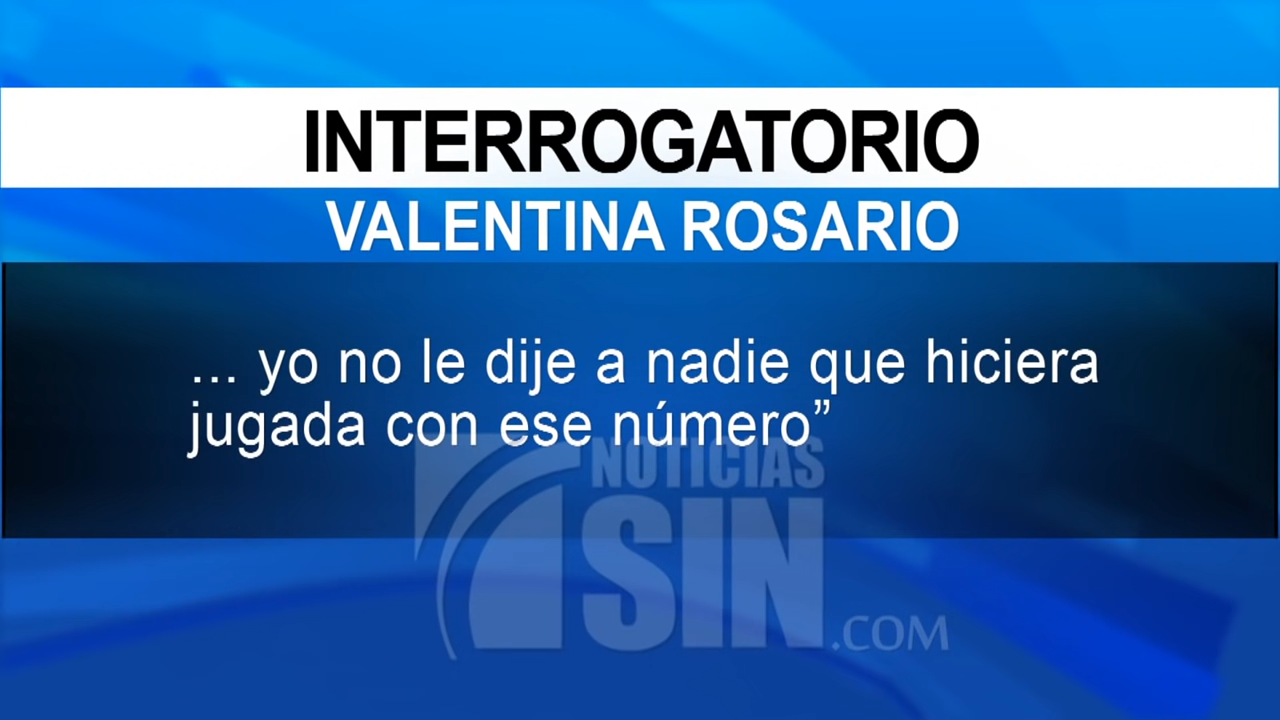 INTERROGATORIO
VALENTINA ROSARIO
... yo no le dije a nadie que hiciera
jugada con ese número”
NOTICIAS
SIN
.COM